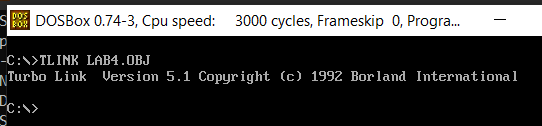 DOSBox 0.74-3, Cpu speed: 3000 cycles, Frameskip 0, Progra...
C:\>TLINK LAB4.OBJ
Turbo Link Version 5.1 Copyright (c) 1992 Borland International
C:\>